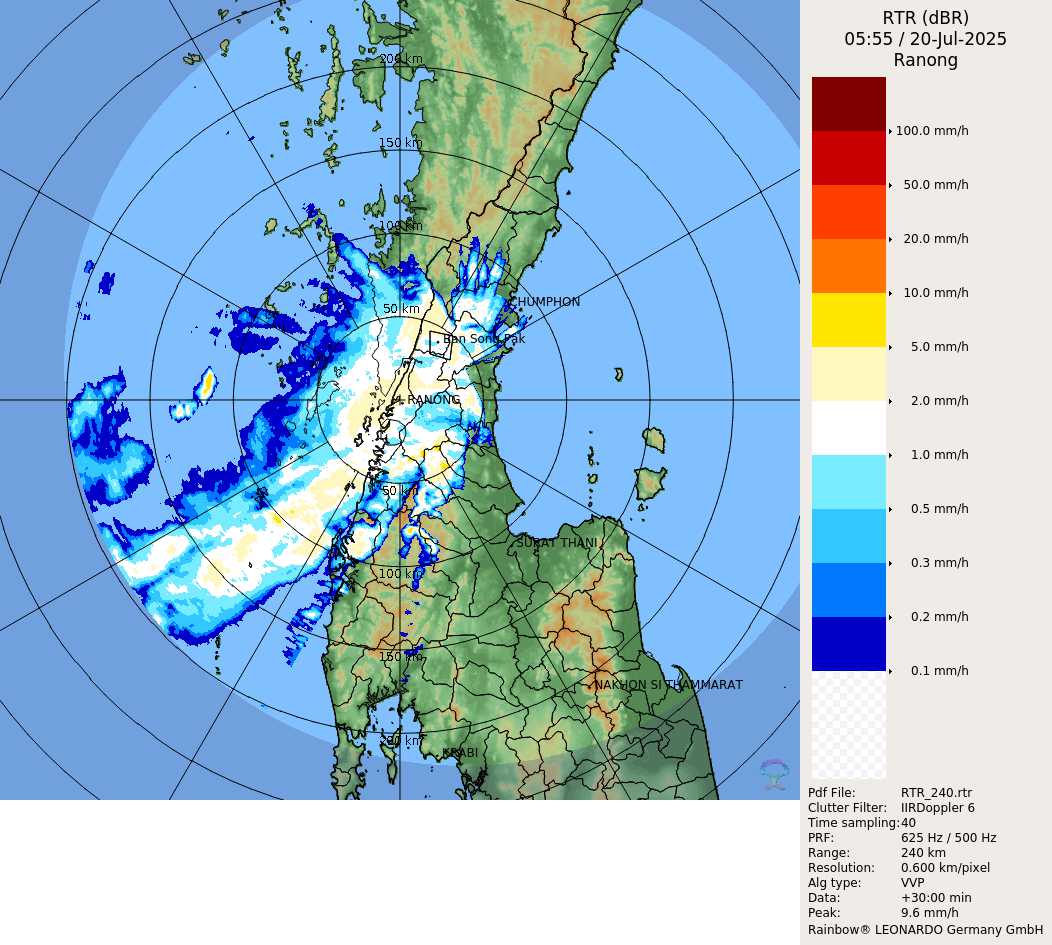 RTR (dBR)
05:55 / 20-Jul-2025
Ranong
200 km
150 km
100 km
50 km
CHUMPHON
Ban Song Pak
RANONG
50 km
SURAT THANI
100 km
150 km
NAKHON SI THAMMARAT
200 km
KRABI
100.0 mm/h
50.0 mm/h
20.0 mm/h
10.0 mm/h
5.0 mm/h
2.0 mm/h
1.0 mm/h
0.5 mm/h
0.3 mm/h
0.2 mm/h
0.1 mm/h
Pdf File: RTR_240.rtr
Clutter Filter: IIRDoppler 6
Time sampling: 40
PRF: 625 Hz / 500 Hz
Range: 240 km
Resolution: 0.600 km/pixel
Alg type: VVP
Data: +30:00 min
Peak: 9.6 mm/h
Rainbow® LEONARDO Germany GmbH